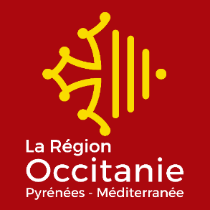 La Région
Occitanie
Pyrénées - Méditerranée